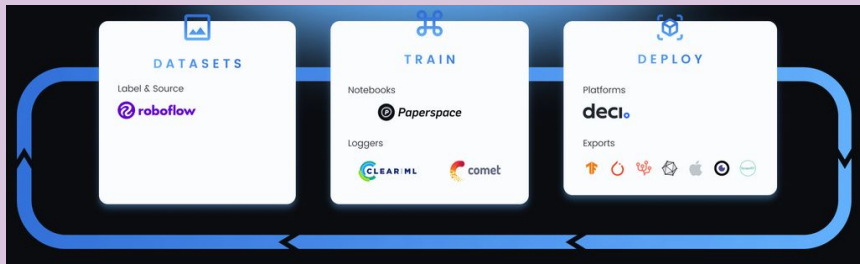 DATASETS
Label & Source
roboflow
TRAIN
Notebooks
Paperspace
Loggers
CLEAR|ML
comet
DEPLOY
Platforms
deci.
Exports